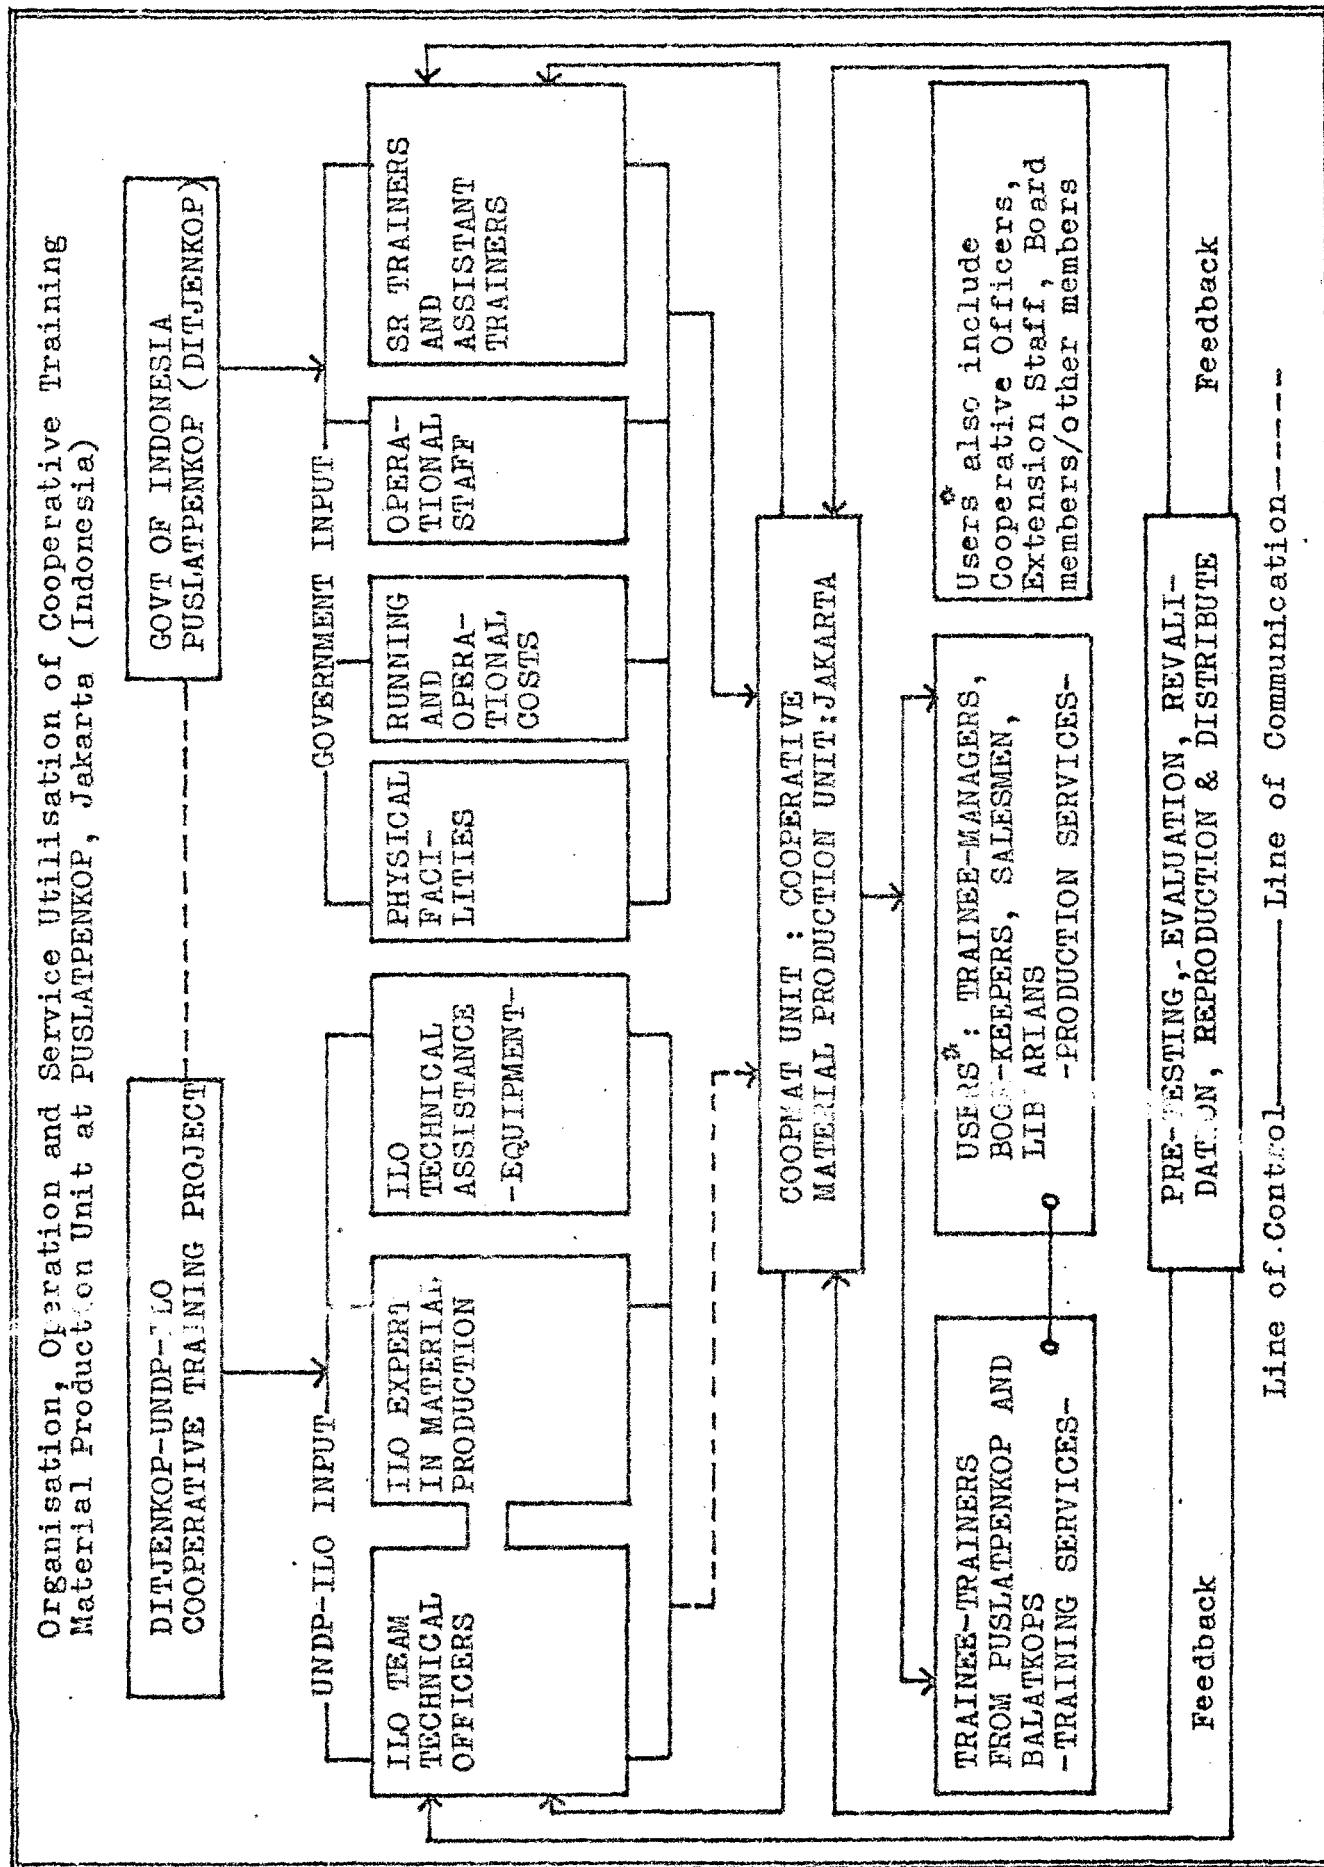 Organisation, Operation and Service Utilisation of Cooperative Training
Material Production Unit at PUSLATPENKOP, Jakarta (Indonesia)
DITJENKOP-UNDP-ILO
COOPERATIVE TRAINING PROJECT
GOVT OF INDONESIA
PUSLATPENKOP (DITJENKOP)
UNDP-ILO INPUT
GOVERNMENT INPUT
ILO TEAM
TECHNICAL
OFFICERS
ILO EXPERT
IN MATERIAL
PRODUCTION
ILO
TECHNICAL
ASSISTANCE
-EQUIPMENT-
PHYSICAL
FACI-
LITIES
RUNNING
AND
OPERA-
TIONAL
COSTS
OPERA-
TIONAL
STAFF
SR TRAINERS
AND
ASSISTANT
TRAINERS
COOPMAT UNIT : COOPERATIVE
MATERIAL PRODUCTION UNIT:JAKARTA
TRAINEE-TRAINERS
FROM PUSLATPENKOP AND
BALATKOPS
-TRAINING SERVICES-
USERS*: TRAINEE-MANAGERS,
BOOK-KEEPERS, SALESMEN,
LIBRARIANS
-PRODUCTION SERVICES-
Users* also include
Cooperative Officers,
Extension Staff, Board
members/other members
Feedback
PRE-TESTING, EVALUATION, REVALI-
DATION, REPRODUCTION & DISTRIBUTE
Feedback
Line of Control——— Line of Communication-----